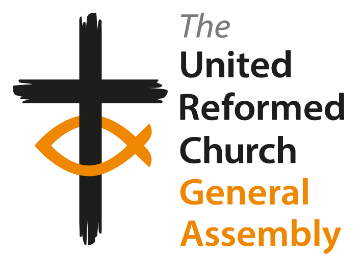 The
United
Reformed
Church
General
Assembly